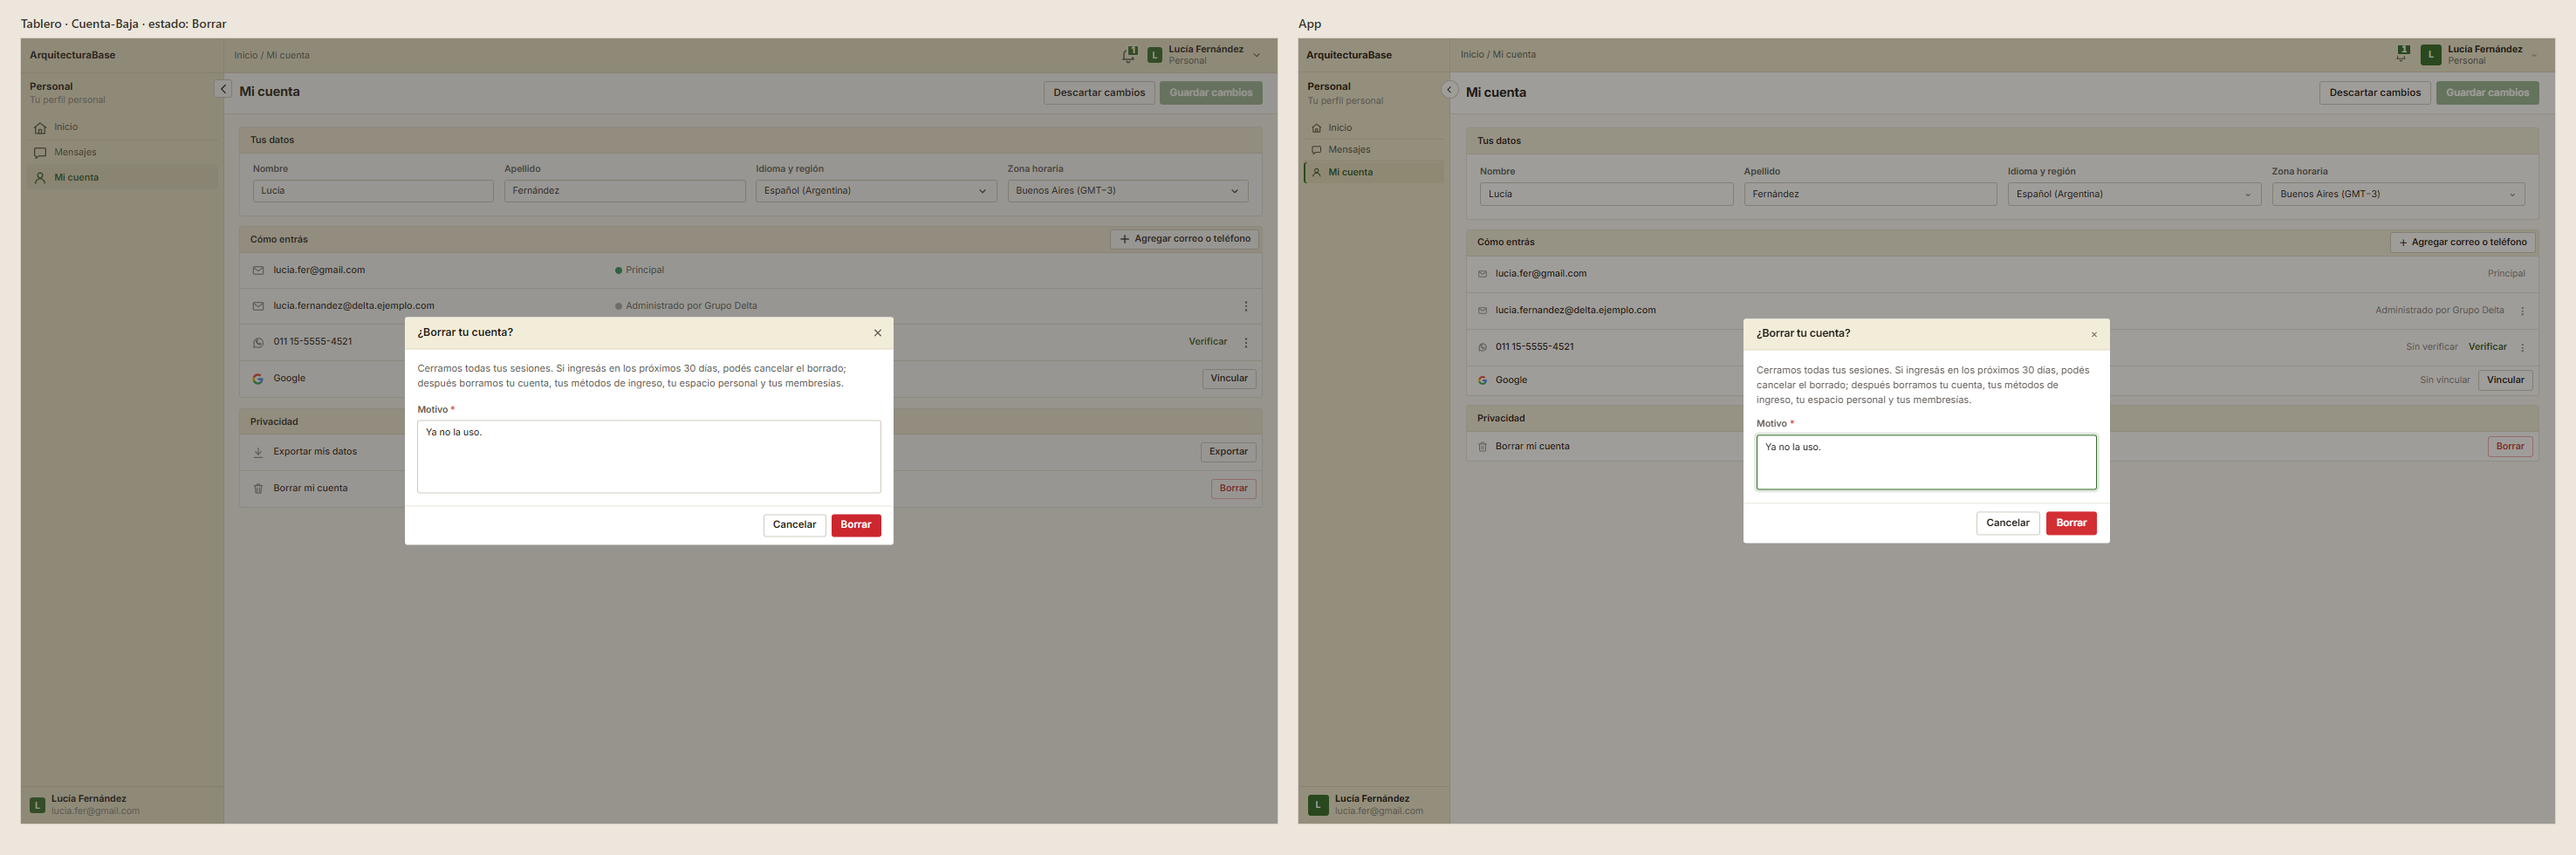 Tablero · Cuenta-Baja · estado: Borrar
ArquitecturaBase
Inicio / Mi cuenta
1
L
Lucía Fernández
Personal
Personal
Tu perfil personal
Mi cuenta
Descartar cambios
Guardar cambios
Inicio
Mensajes
Mi cuenta
Tus datos
Nombre
Apellido
Idioma y región
Zona horaria
Lucía
Fernández
Español (Argentina)
Buenos Aires (GMT−3)
Cómo entrás
Agregar correo o teléfono
lucia.fer@gmail.com
Principal
lucia.fernandez@delta.ejemplo.com
Administrado por Grupo Delta
011 15-5555-4521
Verificar
Google
Vincular
Privacidad
Exportar mis datos
Exportar
Borrar mi cuenta
Borrar
¿Borrar tu cuenta?
Cerramos todas tus sesiones. Si ingresás en los próximos 30 días, podés cancelar el borrado;
después borramos tu cuenta, tus métodos de ingreso, tu espacio personal y tus membresías.
Motivo *
Ya no la uso.
Cancelar
Borrar
L
Lucía Fernández
lucia.fer@gmail.com
App
ArquitecturaBase
Inicio / Mi cuenta
1
L
Lucía Fernández
Personal
Personal
Tu perfil personal
Mi cuenta
Descartar cambios
Guardar cambios
Inicio
Mensajes
Mi cuenta
Tus datos
Nombre
Apellido
Idioma y región
Zona horaria
Lucía
Fernández
Español (Argentina)
Buenos Aires (GMT−3)
Cómo entrás
Agregar correo o teléfono
lucia.fer@gmail.com
Principal
lucia.fernandez@delta.ejemplo.com
Administrado por Grupo Delta
011 15-5555-4521
Sin verificar
Verificar
Google
Sin vincular
Vincular
Privacidad
Borrar mi cuenta
Borrar
¿Borrar tu cuenta?
Cerramos todas tus sesiones. Si ingresás en los próximos 30 días, podés
cancelar el borrado; después borramos tu cuenta, tus métodos de
ingreso, tu espacio personal y tus membresías.
Motivo *
Ya no la uso.
Cancelar
Borrar
L
Lucía Fernández
lucia.fer@gmail.com